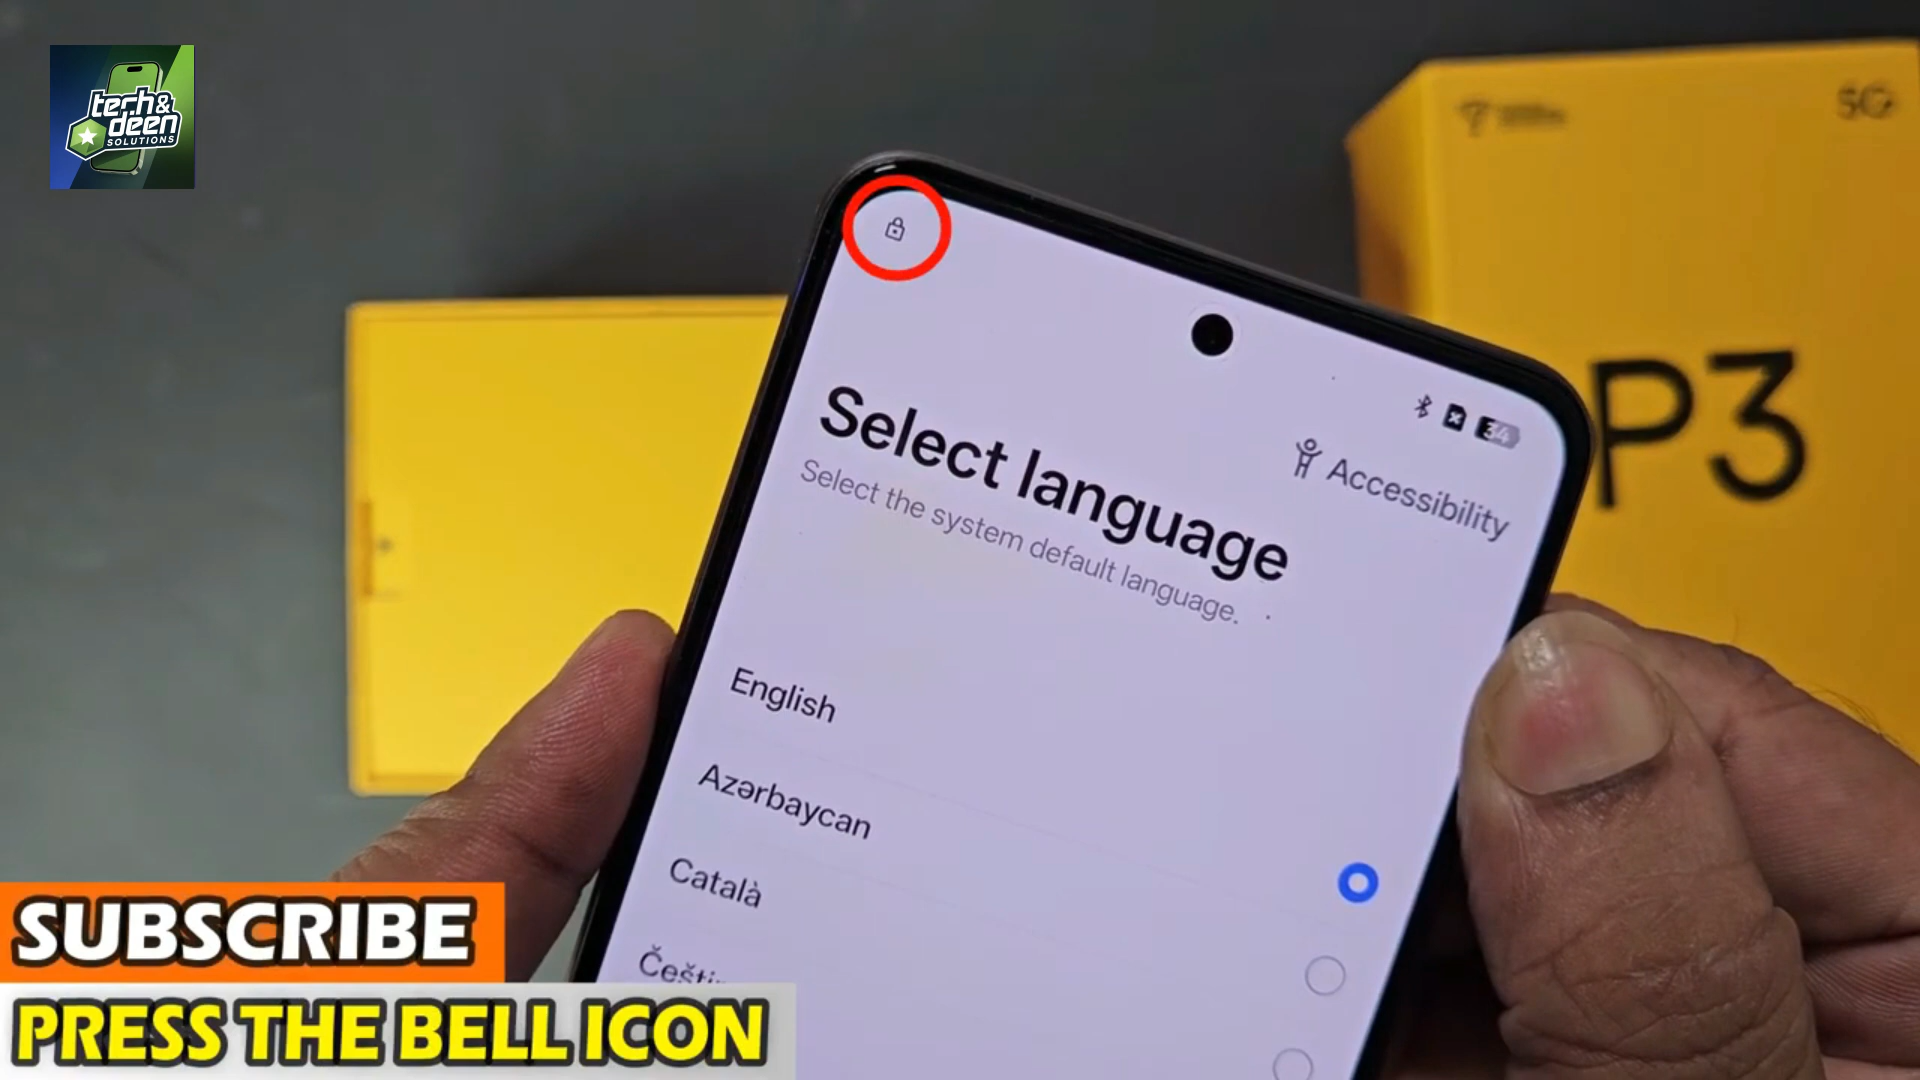 tech&
deen
SOLUTIONS
5G
P3
34
Accessibility
Select language
Select the system default language.
English
Azərbaycan
Català
SUBSCRIBE
PRESS THE BELL ICON